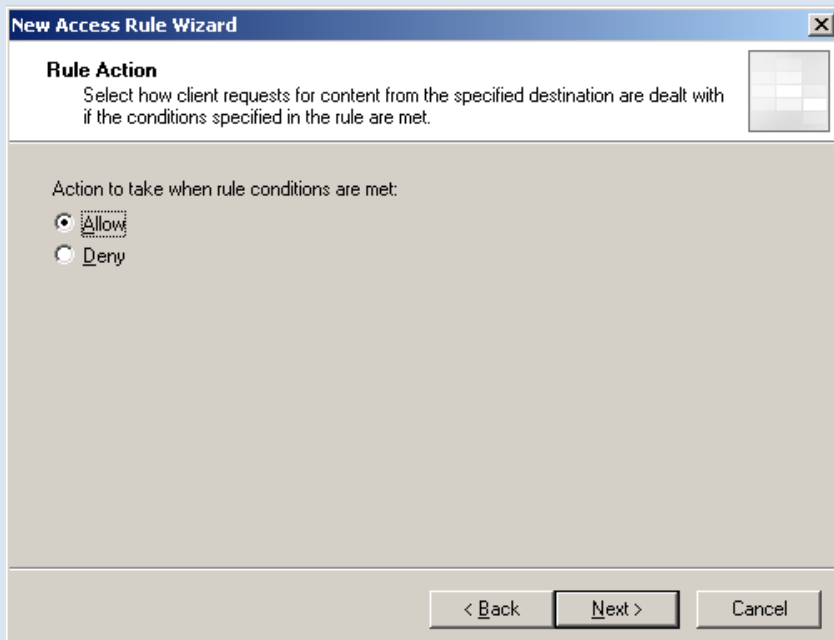 New Access Rule Wizard
Rule Action
Select how client requests for content from the specified destination are dealt with
if the conditions specified in the rule are met.
Action to take when rule conditions are met:
Allow
Deny
< Back
Next >
Cancel